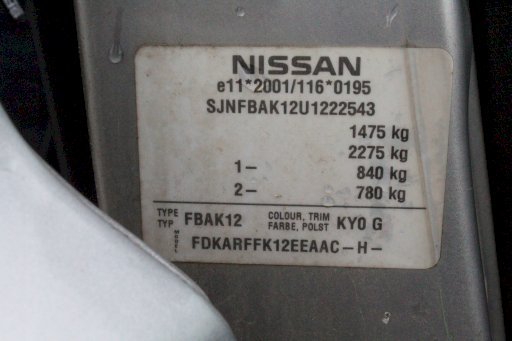 NISSAN
e11*2001/116*0195
SJNFBAK12U1222543
1475 kg
2275 kg
1- 840 kg
2- 780 kg
TYPE TYP FBAK12 COLOUR, TRIM FARBE, POLST KY0 G
MODEL FDKARFFK12EEAAC-H-